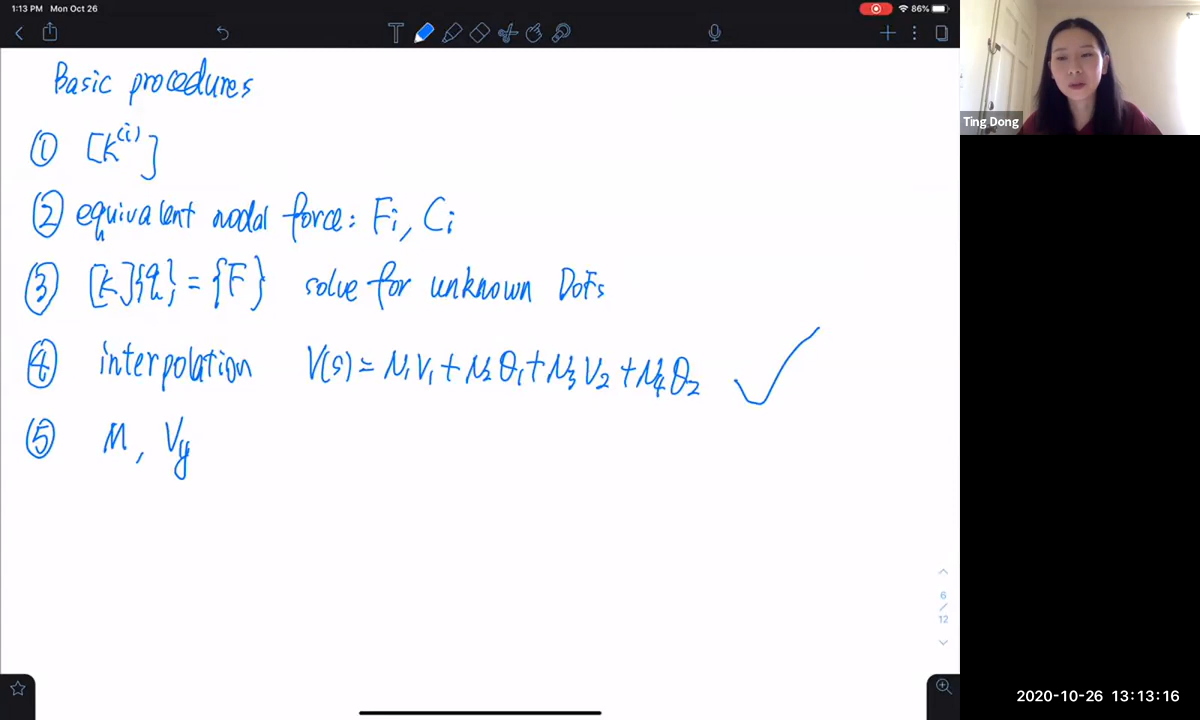 1:13 PM Mon Oct 26
86%
Basic procedures
① [K^(i)]
② equivalent nodal force: Fi, Ci
③ [K]{q} = {F} solve for unknown DoFs
④ interpolation V(s) = N₁V₁ + N₂θ₁ + N₃V₂ + N₄θ₂ ✓
⑤ M, Vy
6
/
12
Ting Dong
2020-10-26 13:13:16